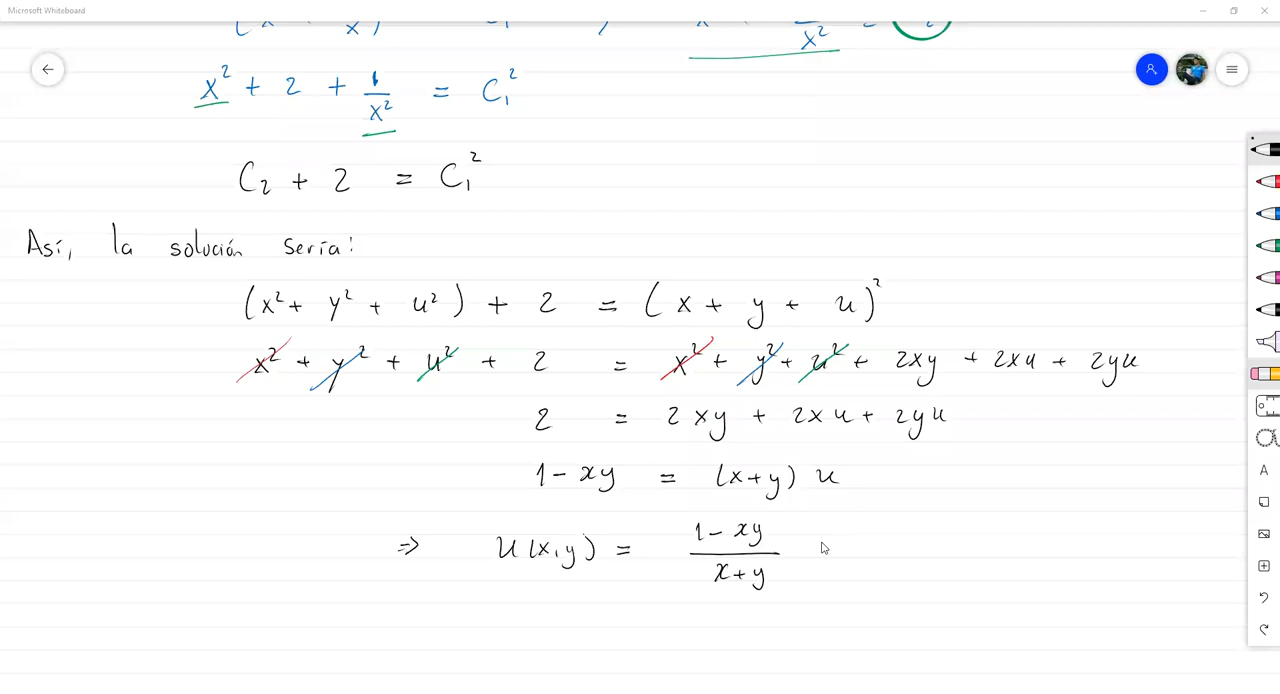 Microsoft Whiteboard
x² + 2 + 1/x² = C₁²
C₂ + 2 = C₁²
Así, la solución sería:
(x² + y² + u²) + 2 = (x + y + u)²
x² + y² + u² + 2 = x² + y² + u² + 2xy + 2xu + 2yu
2 = 2xy + 2xu + 2yu
1 - xy = (x+y) u
⇒ u(x,y) = (1 - xy)/(x+y)
A